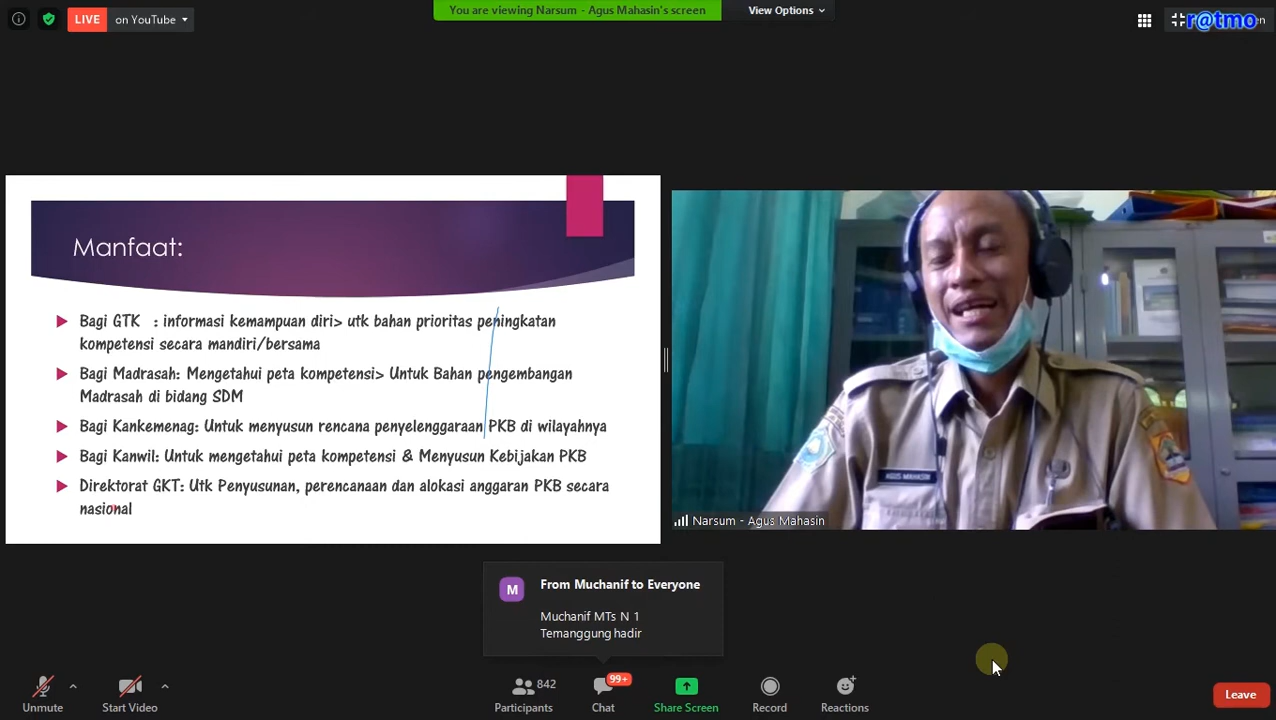 LIVE
on YouTube
You are viewing Narsum - Agus Mahasin's screen
View Options
r@tmo
Manfaat:
Bagi GTK : informasi kemampuan diri> utk bahan prioritas peningkatan
kompetensi secara mandiri/bersama
Bagi Madrasah: Mengetahui peta kompetensi> Untuk Bahan pengembangan
Madrasah di bidang SDM
Bagi Kankemenag: Untuk menyusun rencana penyelenggaraan PKB di wilayahnya
Bagi Kanwil: Untuk mengetahui peta kompetensi & Menyusun Kebijakan PKB
Direktorat GKT: Utk Penyusunan, perencanaan dan alokasi anggaran PKB secara
nasional
AGUS MAHASIN
Narsum - Agus Mahasin
M
From Muchanif to Everyone
Muchanif MTs N 1
Temanggung hadir
Unmute
Start Video
842
Participants
99+
Chat
Share Screen
Record
Reactions
Leave